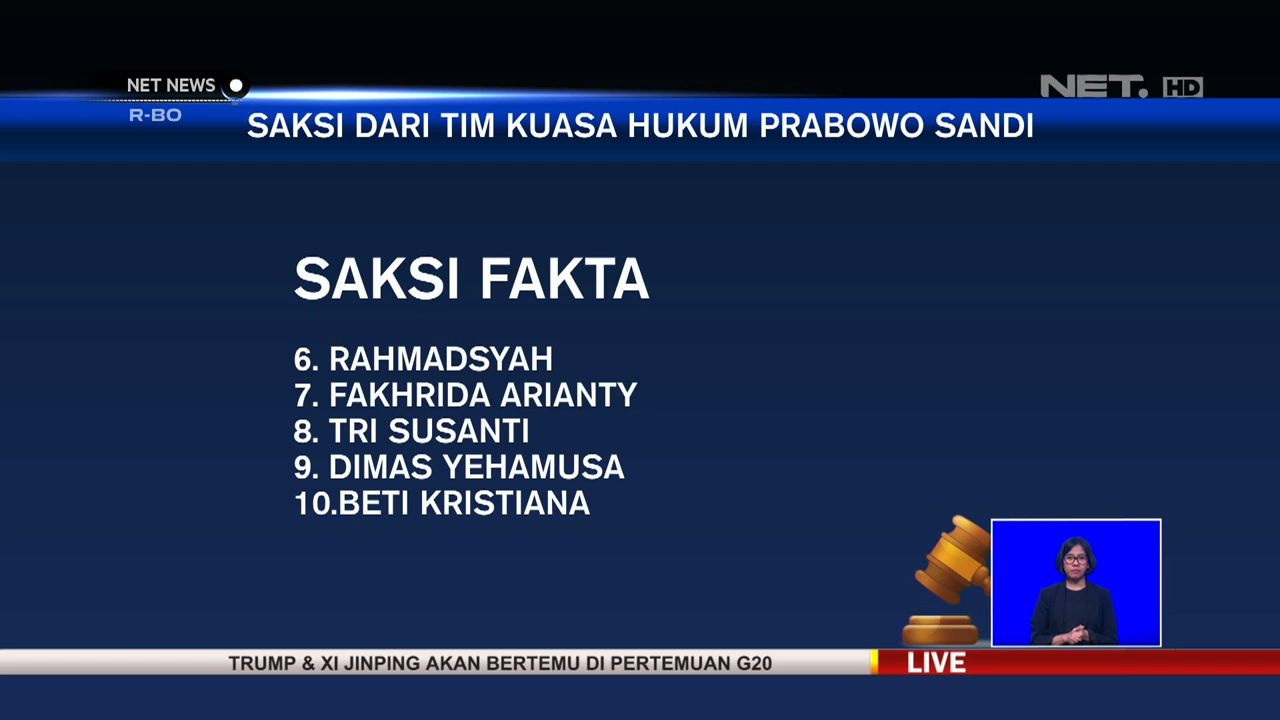 NET NEWS
NET. HD
R-BO
SAKSI DARI TIM KUASA HUKUM PRABOWO SANDI
SAKSI FAKTA
6. RAHMADSYAH
7. FAKHRIDA ARIANTY
8. TRI SUSANTI
9. DIMAS YEHAMUSA
10.BETI KRISTIANA
TRUMP & XI JINPING AKAN BERTEMU DI PERTEMUAN G20
LIVE